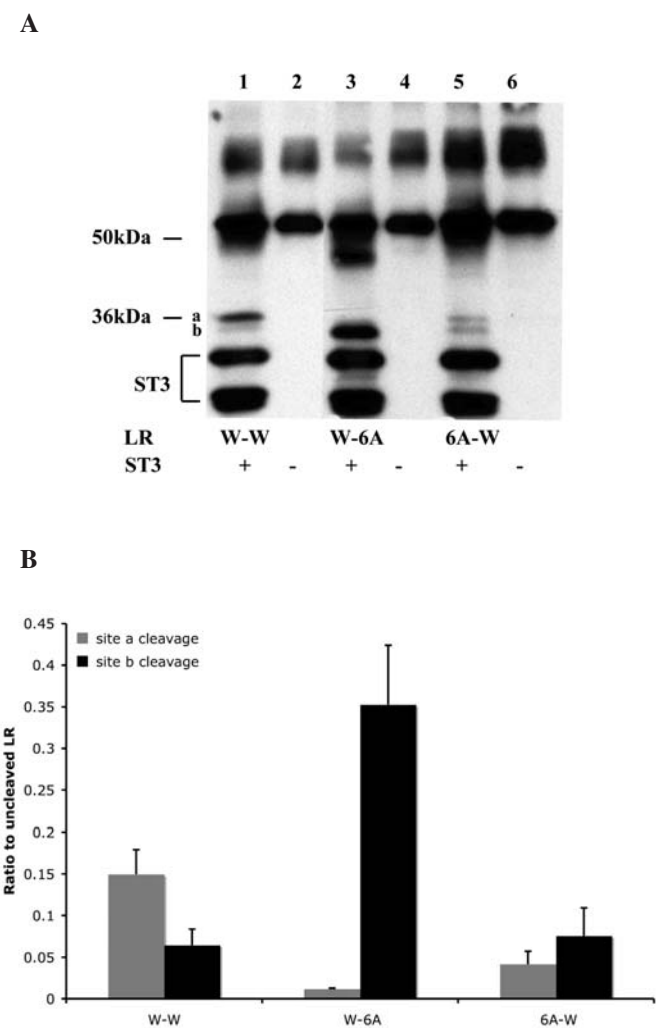 A
1 2 3 4 5 6
50kDa
36kDa a
b
ST3
LR W-W W-6A 6A-W
ST3 + - + - + -
B
0.45
site a cleavage
0.4
site b cleavage
0.35
0.3
0.25
0.2
0.15
0.1
0.05
0
Ratio to uncleaved LR
W-W W-6A 6A-W